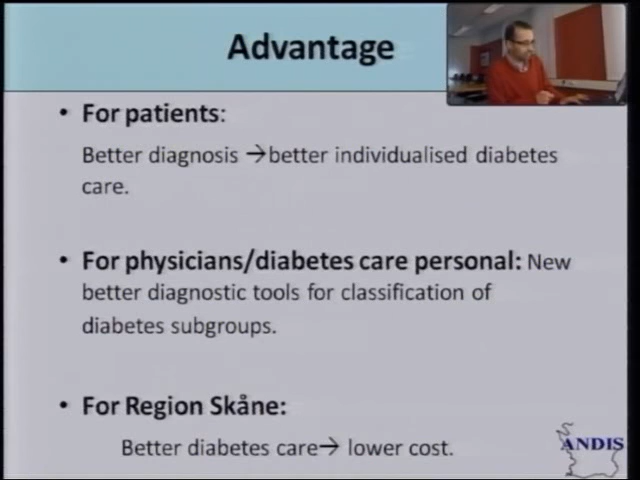 Advantage
• For patients:
Better diagnosis →better individualised diabetes
care.
• For physicians/diabetes care personal: New
better diagnostic tools for classification of
diabetes subgroups.
• For Region Skåne:
Better diabetes care→ lower cost.
ANDIS